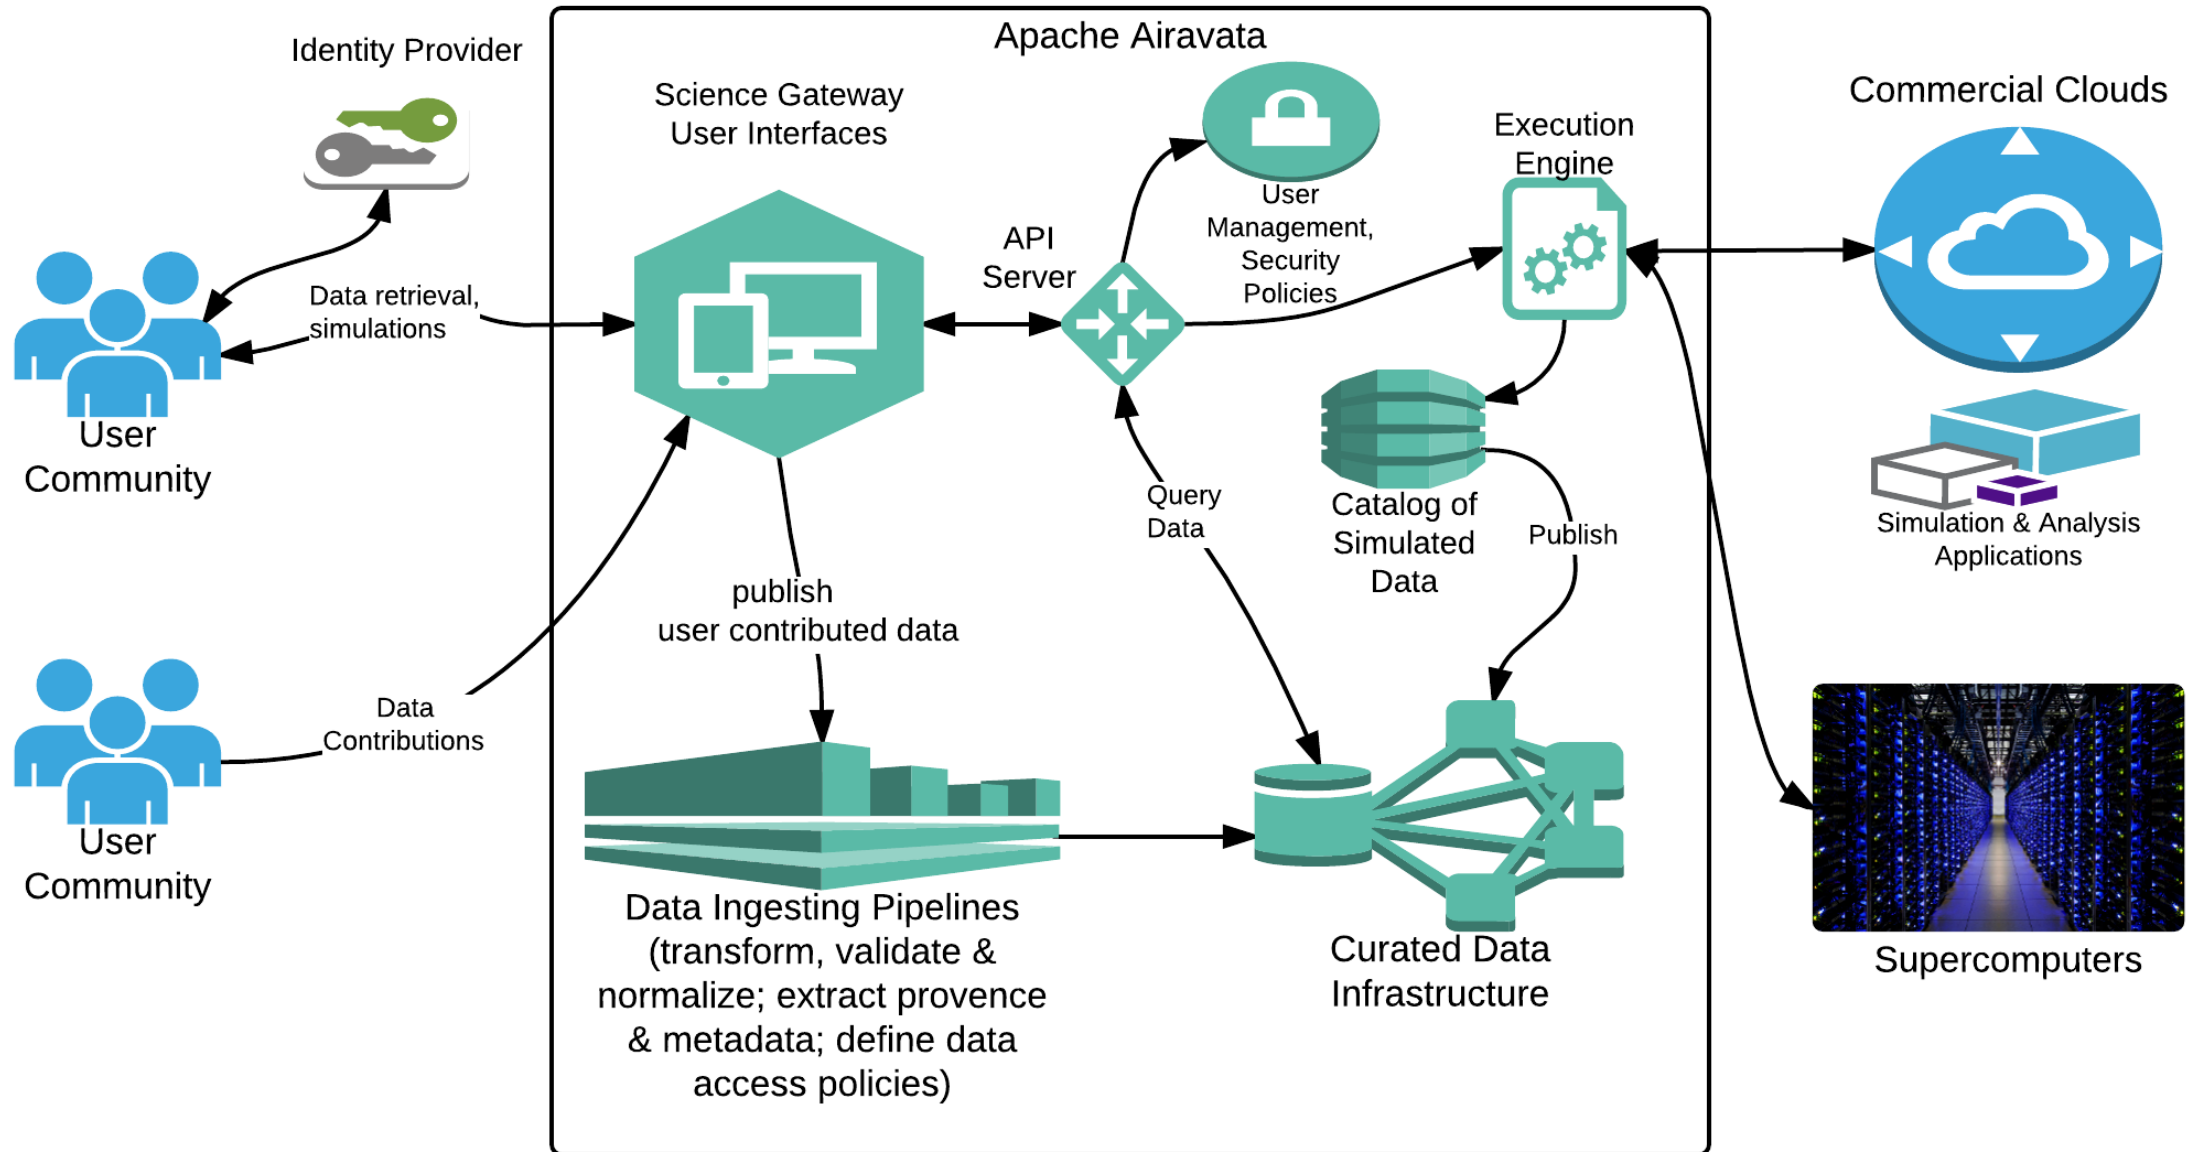 Apache Airavata
Identity Provider
Science Gateway
User Interfaces
Commercial Clouds
Execution
Engine
User
Management,
Security
Policies
API
Server
Data retrieval,
simulations
User
Community
Query
Data
Catalog of
Simulated
Data
Publish
Simulation & Analysis
Applications
publish
user contributed data
Data
Contributions
User
Community
Data Ingesting Pipelines
(transform, validate &
normalize; extract provence
& metadata; define data
access policies)
Curated Data
Infrastructure
Supercomputers